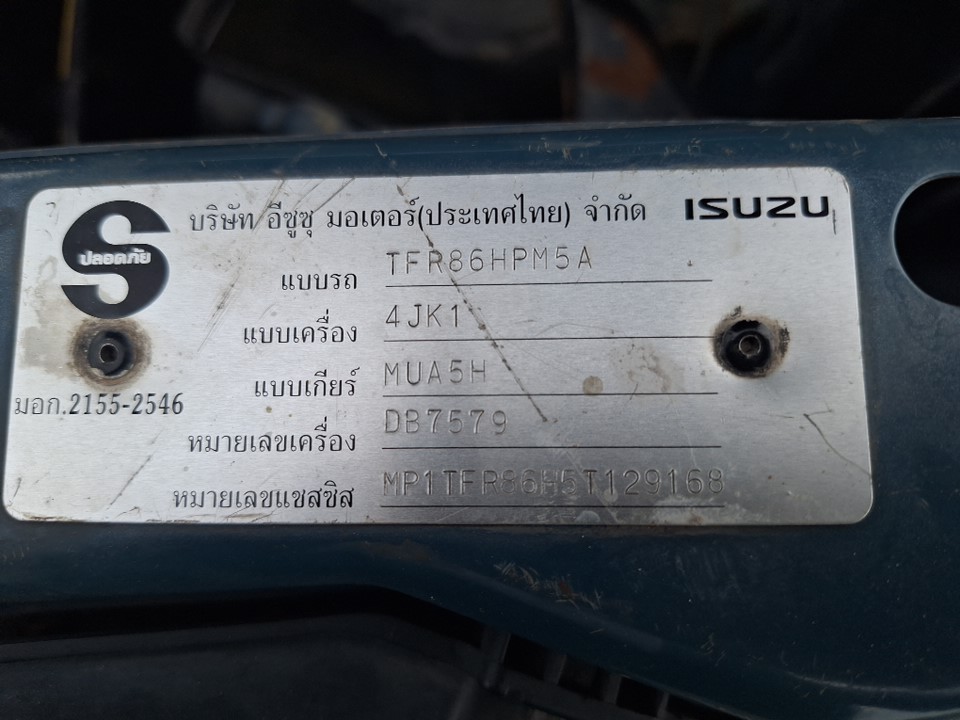 บริษัท อีซูซุ มอเตอร์(ประเทศไทย) จำกัด ISUZU
ปลอดภัย
แบบรถ TFR86HPM5A
แบบเครื่อง 4JK1
แบบเกียร์ MUA5H
มอก.2155-2546
หมายเลขเครื่อง DB7579
หมายเลขแชสซิส MP1TFR86H5T129168